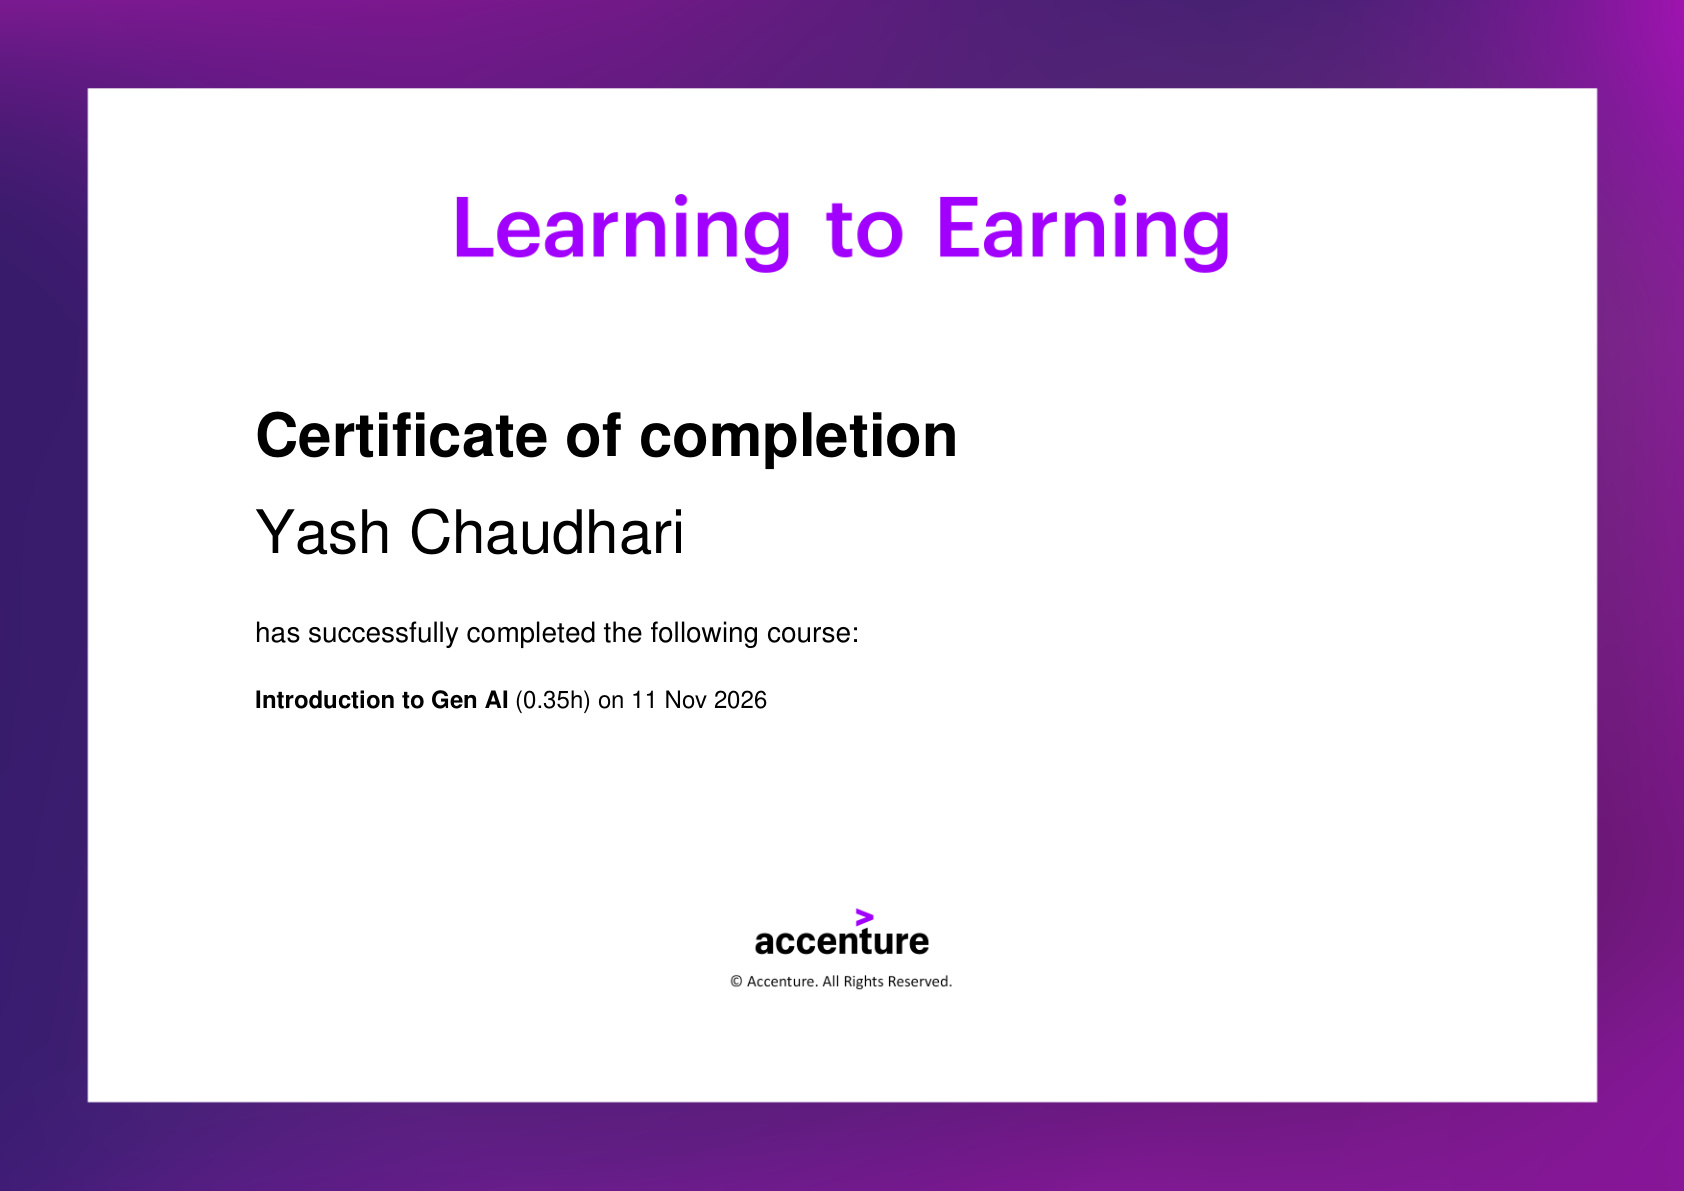 Learning to Earning
Certificate of completion
Yash Chaudhari
has successfully completed the following course:
Introduction to Gen AI (0.35h) on 11 Nov 2026
>
accenture
© Accenture. All Rights Reserved.